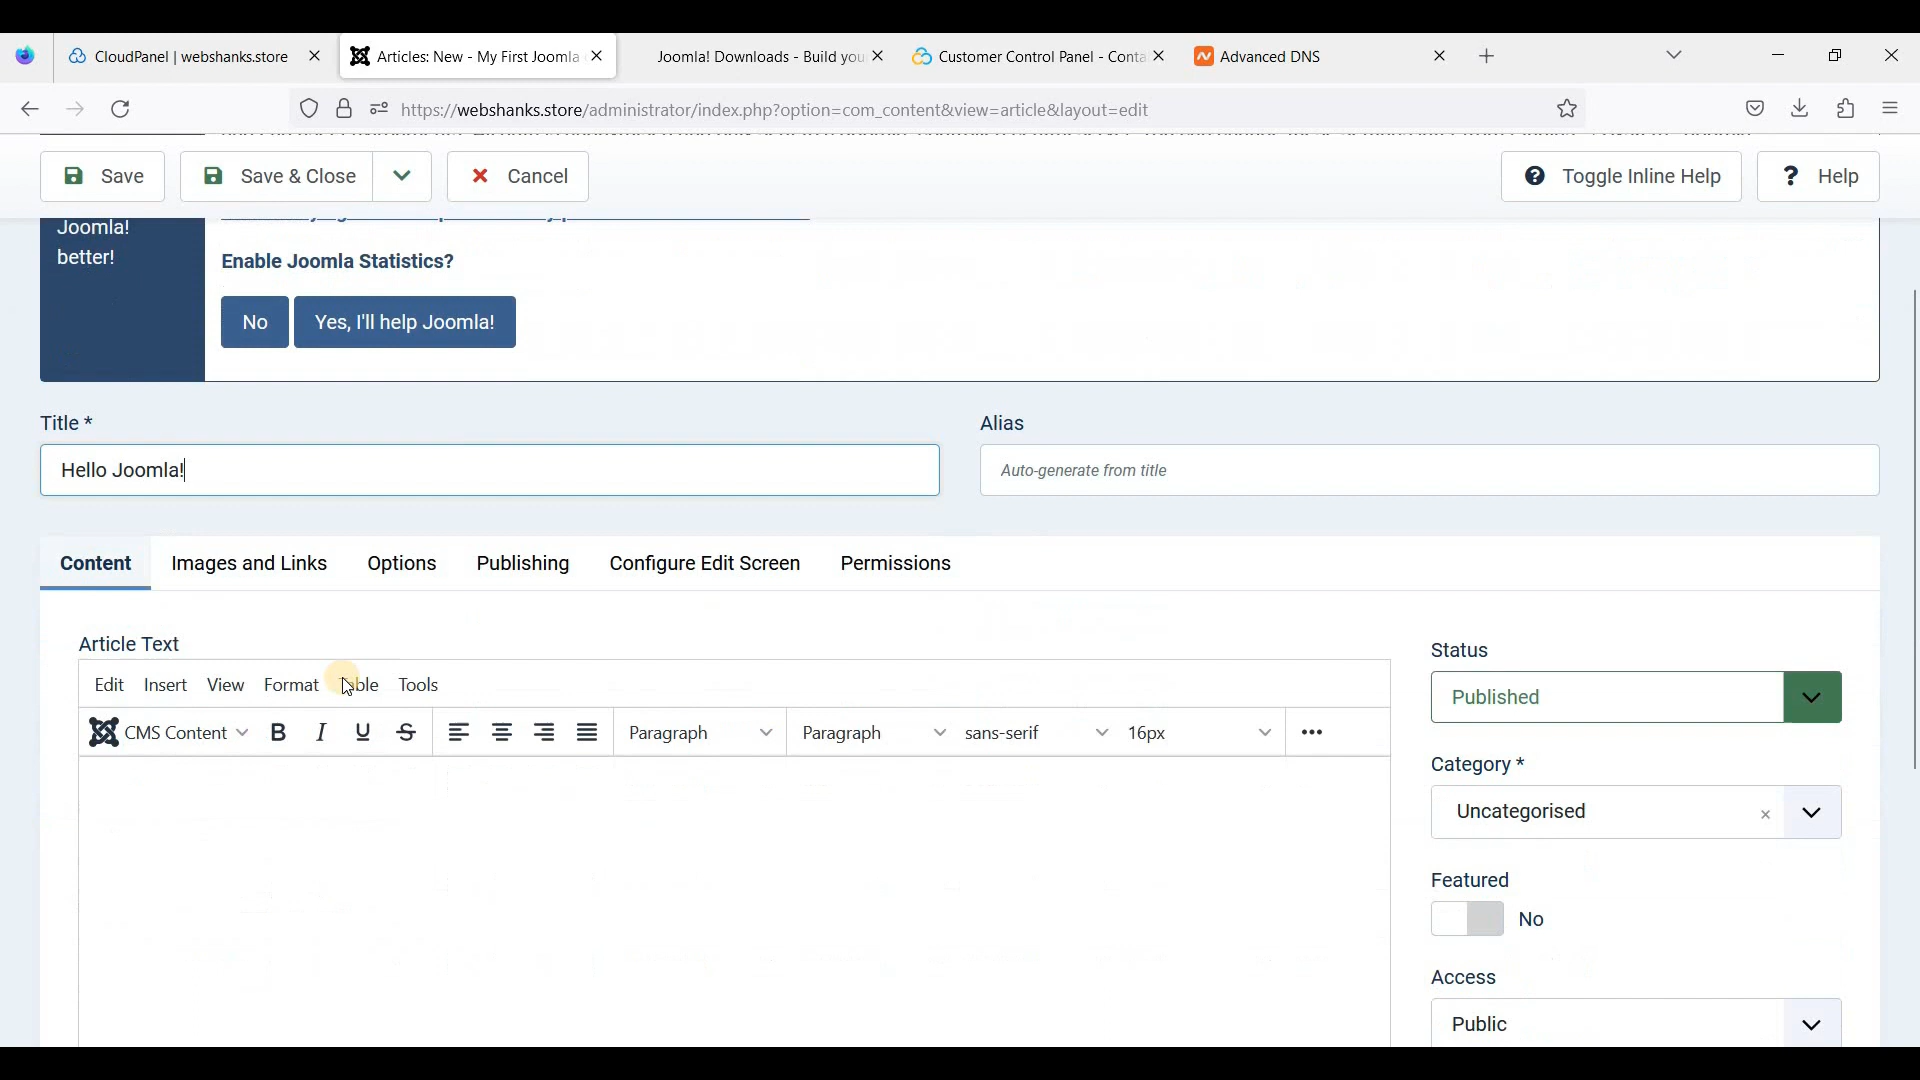 CloudPanel | webshanks.store
Articles: New - My First Joomla
Joomla! Downloads - Build you
Customer Control Panel - Conta
Advanced DNS
https://webshanks.store/administrator/index.php?option=com_content&view=article&layout=edit
Save
Save & Close
Cancel
Toggle Inline Help
? Help
Joomla!
better!
Enable Joomla Statistics?
No
Yes, I'll help Joomla!
Title *
Alias
Hello Joomla!
Auto-generate from title
Content
Images and Links
Options
Publishing
Configure Edit Screen
Permissions
Article Text
Edit Insert View Format Table Tools
CMS Content B I U S Paragraph Paragraph sans-serif 16px
Status
Published
Category *
Uncategorised
Featured
No
Access
Public